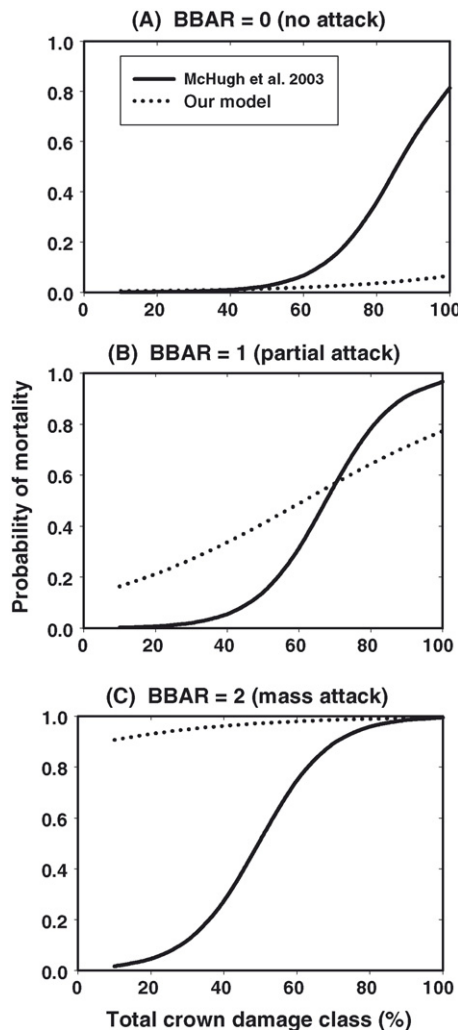 (A) BBAR = 0 (no attack)
1.0
McHugh et al. 2003
Our model
0.8
0.6
0.4
0.2
0.0
0 20 40 60 80 100
(B) BBAR = 1 (partial attack)
1.0
0.8
0.6
0.4
0.2
0.0
0 20 40 60 80 100
Probability of mortality
(C) BBAR = 2 (mass attack)
1.0
0.8
0.6
0.4
0.2
0.0
0 20 40 60 80 100
Total crown damage class (%)